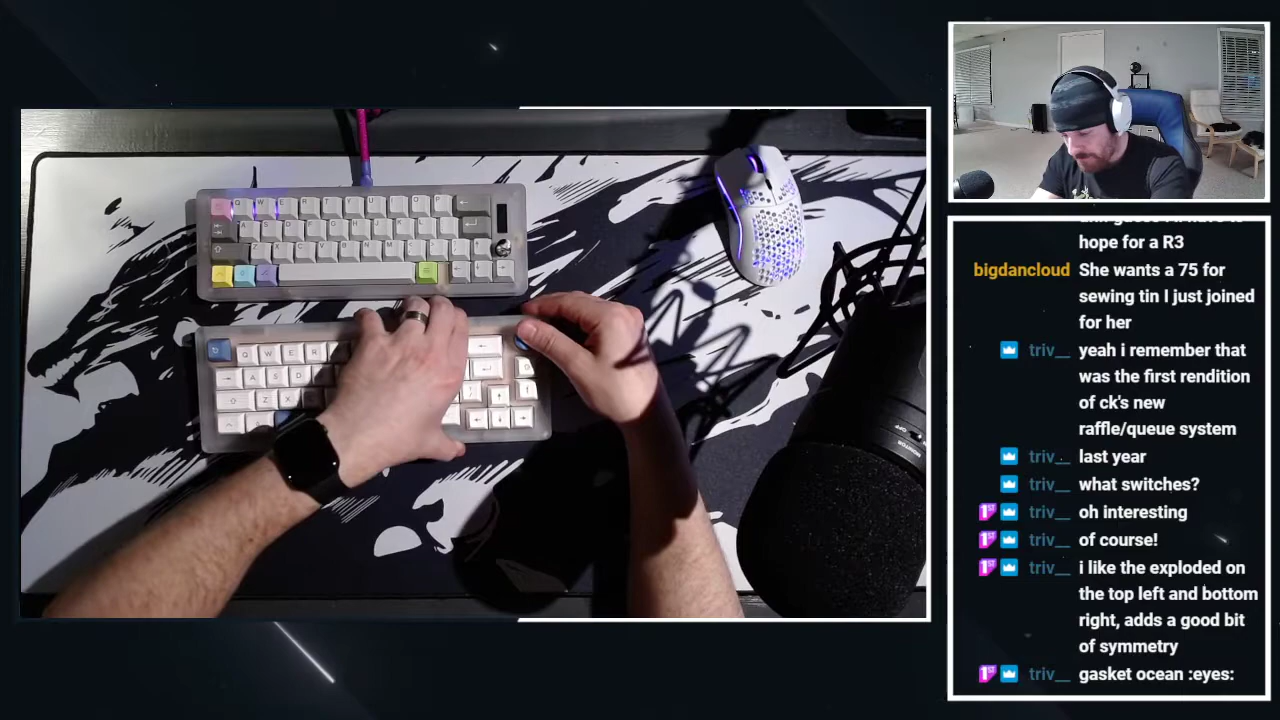 hope for a R3
bigdancloud She wants a 75 for
sewing tin I just joined
for her
triv__ yeah i remember that
was the first rendition
of ck's new
raffle/queue system
triv__ last year
triv__ what switches?
triv__ oh interesting
triv__ of course!
triv__ i like the exploded on
the top left and bottom
right, adds a good bit
of symmetry
triv__ gasket ocean :eyes:
Q W E R
A S D
Z X